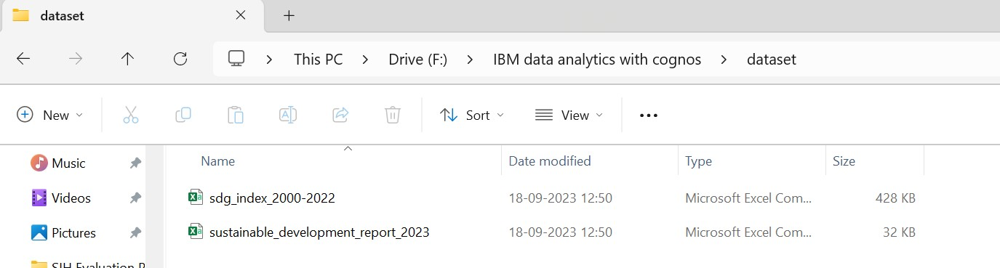 dataset
This PC > Drive (F:) > IBM data analytics with cognos > dataset
New Sort View
Name Date modified Type Size
Music
Videos
Pictures
sdg_index_2000-2022 18-09-2023 12:50 Microsoft Excel Com... 428 KB
sustainable_development_report_2023 18-09-2023 12:50 Microsoft Excel Com... 32 KB
SIH Evaluation